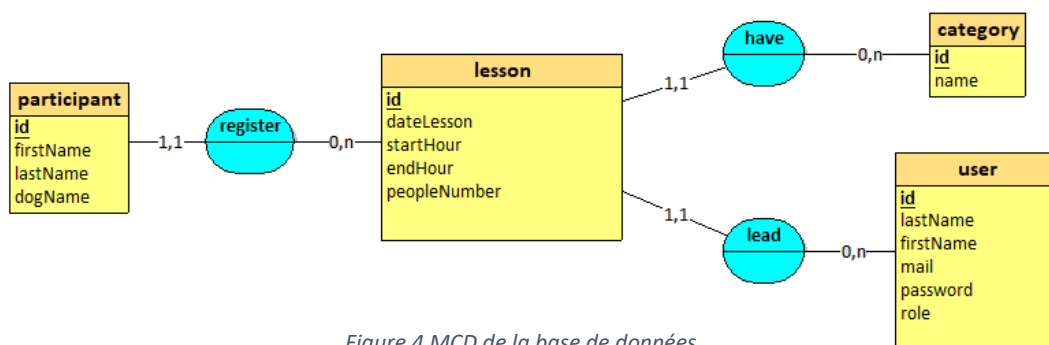 participant
id
firstName
lastName
dogName
1,1
register
0,n
lesson
id
dateLesson
startHour
endHour
peopleNumber
1,1
have
0,n
category
id
name
1,1
lead
0,n
user
id
lastName
firstName
mail
password
role
Figure 4 MCD de la base de données